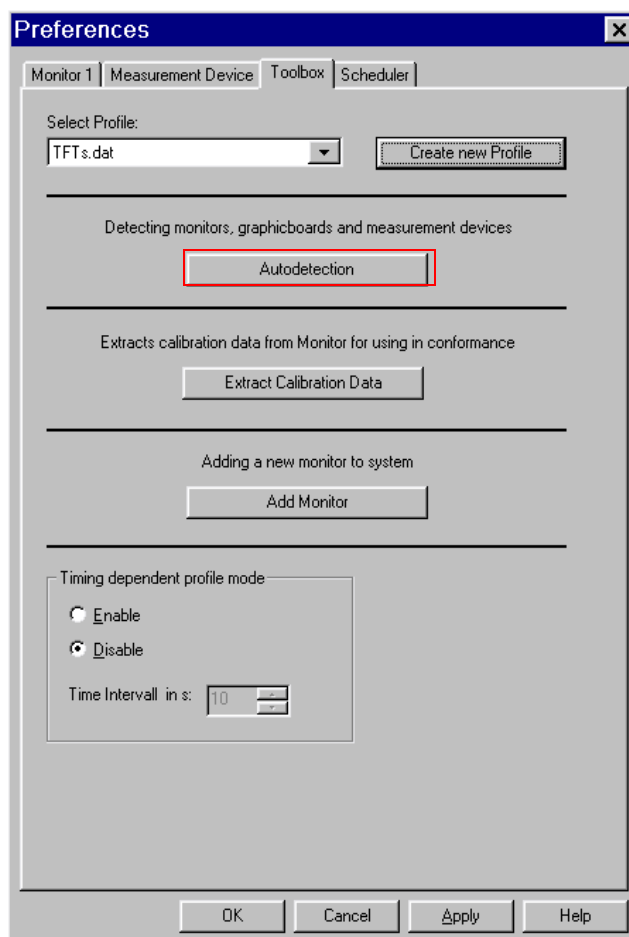 Preferences
Monitor 1 Measurement Device Toolbox Scheduler
Select Profile:
TFTs.dat Create new Profile
Detecting monitors, graphicboards and measurement devices
Autodetection
Extracts calibration data from Monitor for using in conformance
Extract Calibration Data
Adding a new monitor to system
Add Monitor
Timing dependent profile mode
Enable
Disable
Time Intervall in s: 10
OK Cancel Apply Help